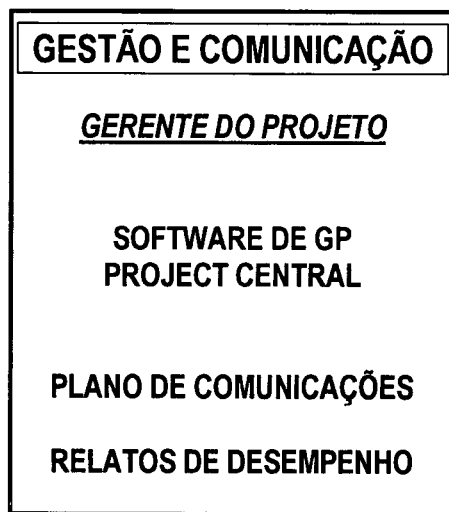 GESTÃO E COMUNICAÇÃO
GERENTE DO PROJETO
SOFTWARE DE GP
PROJECT CENTRAL
PLANO DE COMUNICAÇÕES
RELATOS DE DESEMPENHO